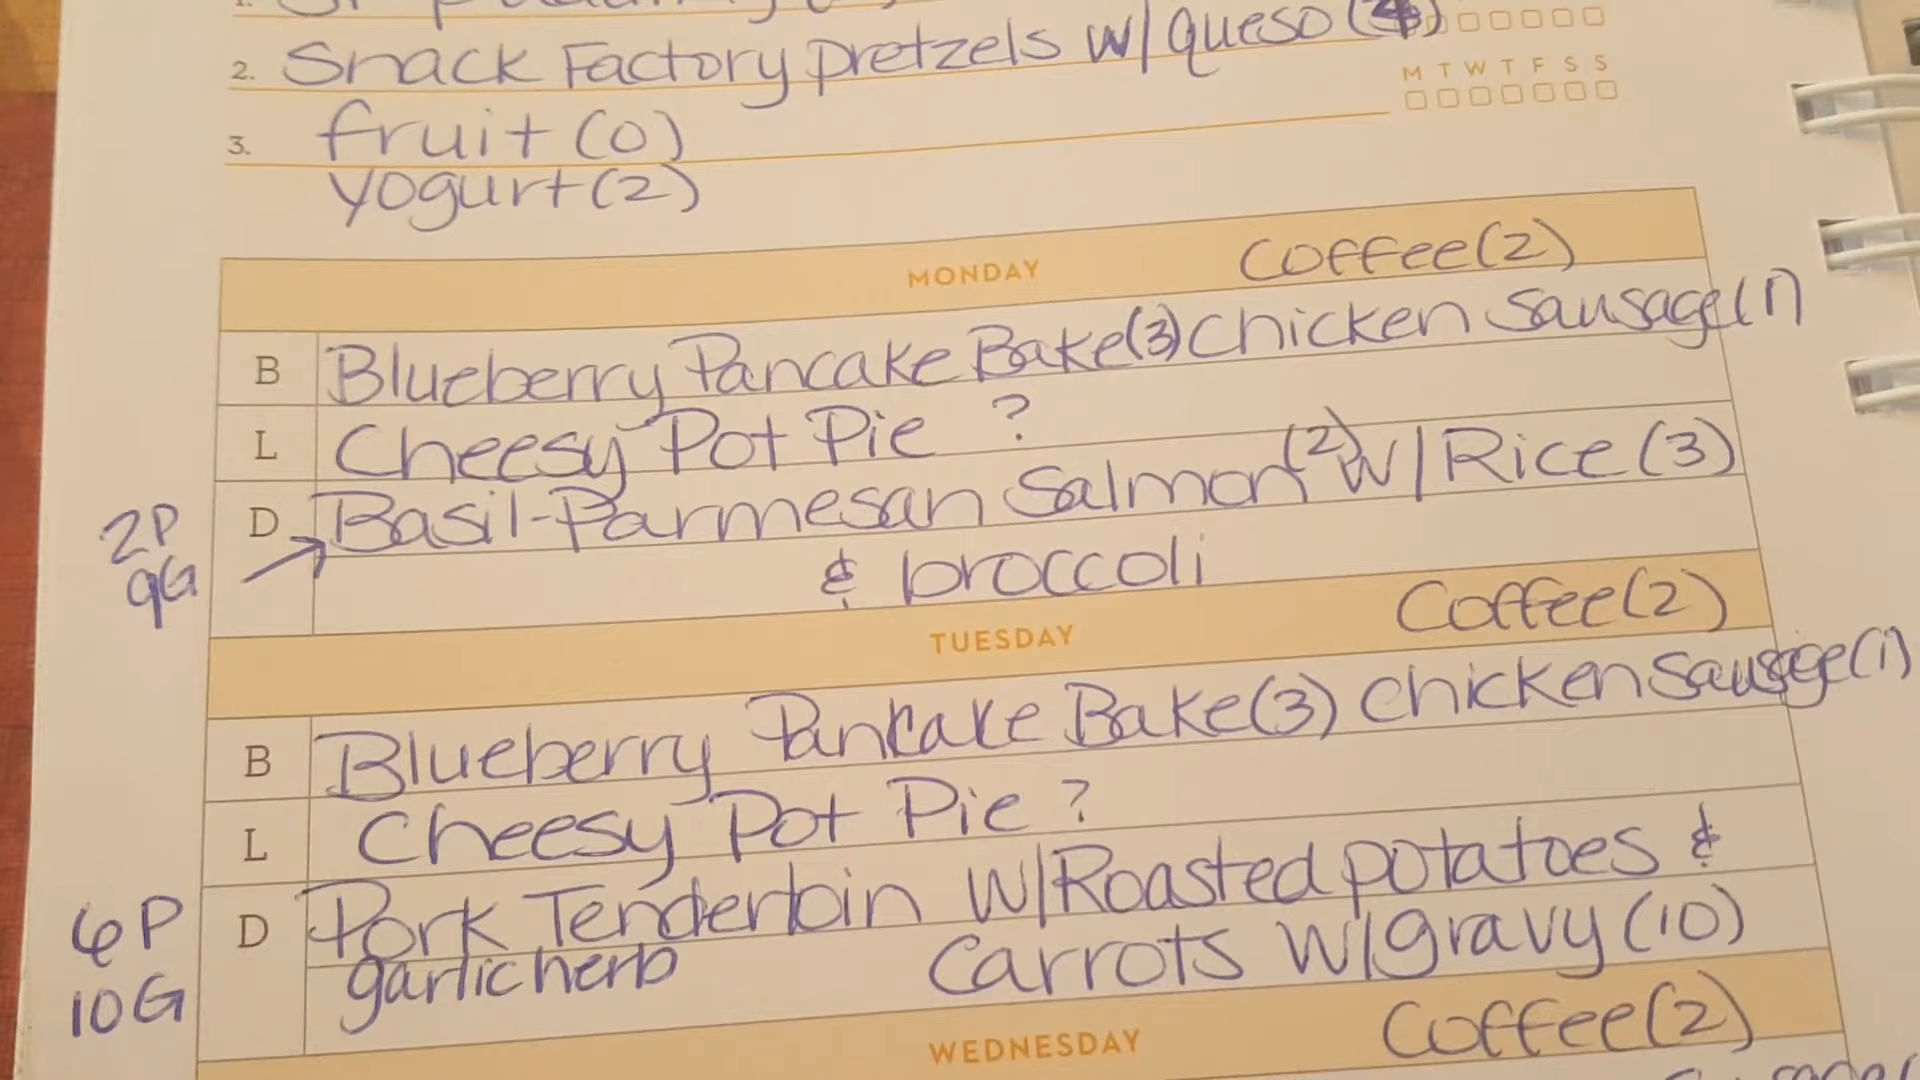 1.
2. Snack Factory pretzels w/ queso (4)
M T W T F S S
3. fruit (0)
yogurt (2)
MONDAY Coffee (2)
B Blueberry Pancake Bake (3) Chicken Sausage (1)
L Cheesy Pot Pie ?
2P
9G
D Basil-Parmesan Salmon (2) w/ Rice (3)
& broccoli
TUESDAY Coffee (2)
B Blueberry Pankake Bake (3) Chicken Sausage (1)
L Cheesy Pot Pie ?
6P
10G
D Pork Tenderloin w/ Roasted potatoes &
garlic herb Carrots w/ gravy (10)
WEDNESDAY Coffee (2)